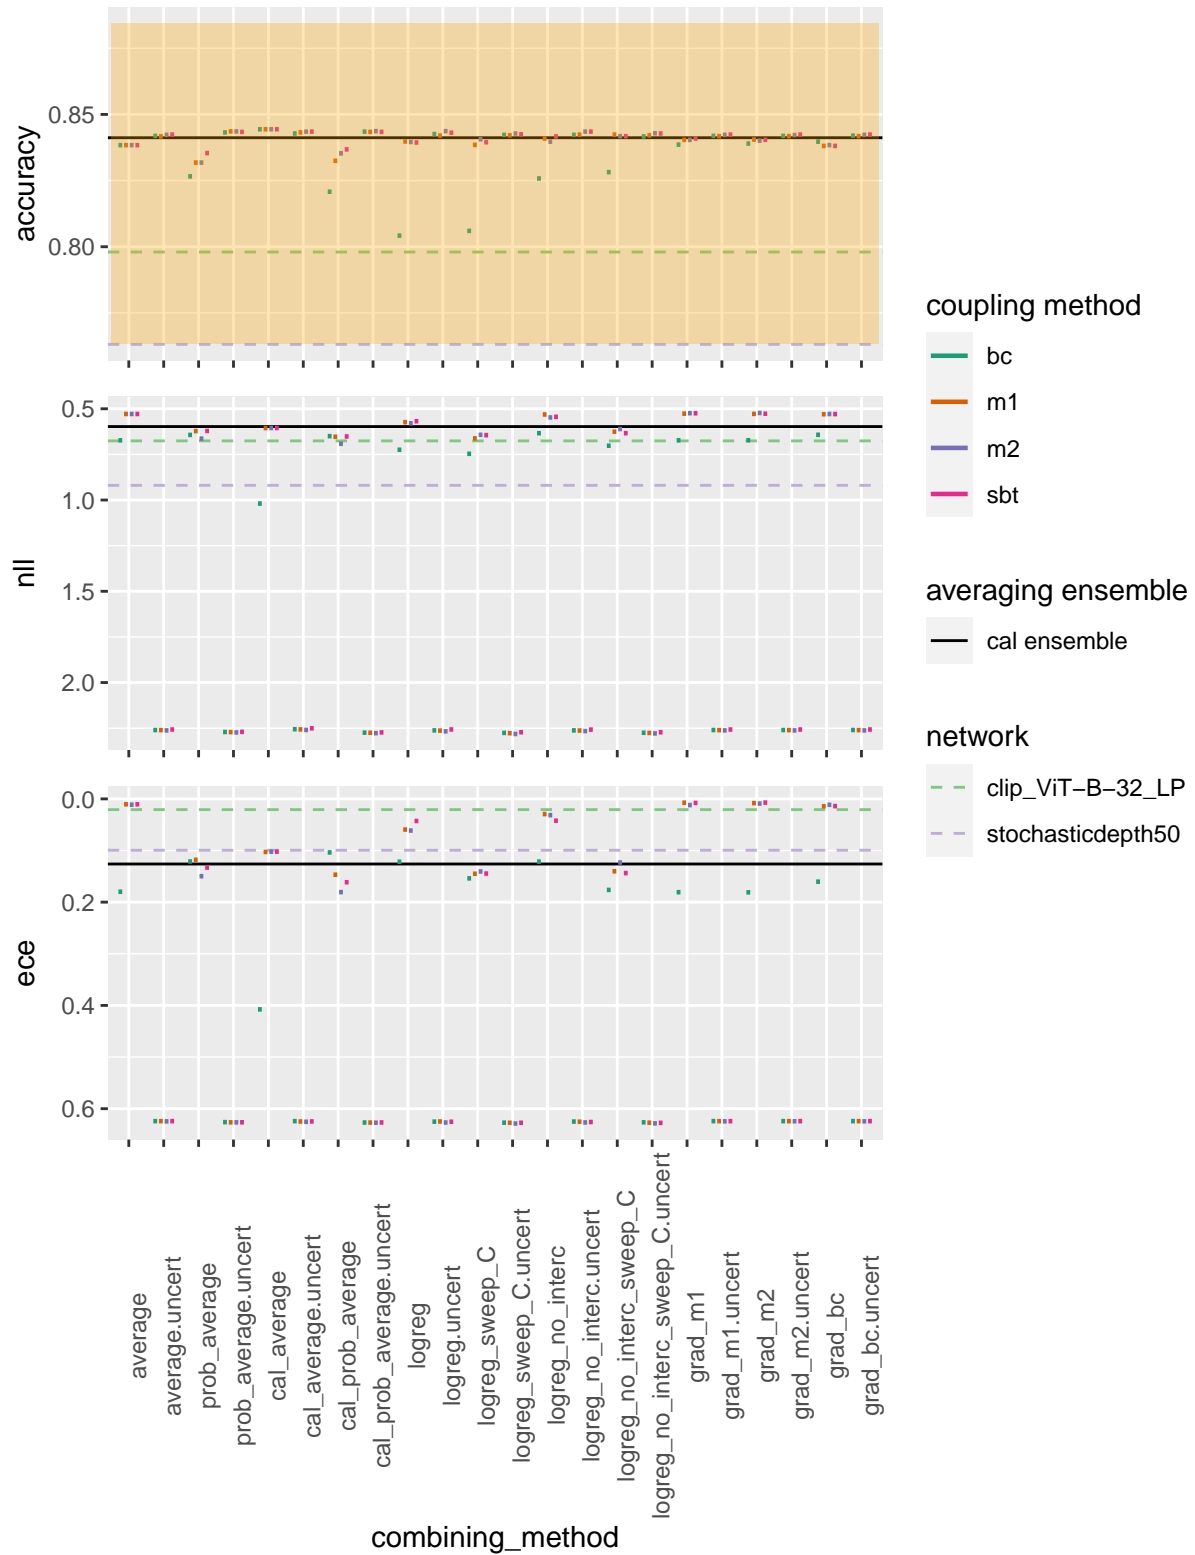 accuracy
0.85
0.80
nll
0.5
1.0
1.5
2.0
ece
0.0
0.2
0.4
0.6
average
average.uncert
prob_average
prob_average.uncert
cal_average
cal_average.uncert
cal_prob_average
cal_prob_average.uncert
logreg
logreg.uncert
logreg_sweep_C
logreg_sweep_C.uncert
logreg_no_interc
logreg_no_interc.uncert
logreg_no_interc_sweep_C
logreg_no_interc_sweep_C.uncert
grad_m1
grad_m1.uncert
grad_m2
grad_m2.uncert
grad_bc
grad_bc.uncert
combining_method
coupling method
bc
m1
m2
sbt
averaging ensemble
cal ensemble
network
clip_ViT−B−32_LP
stochasticdepth50